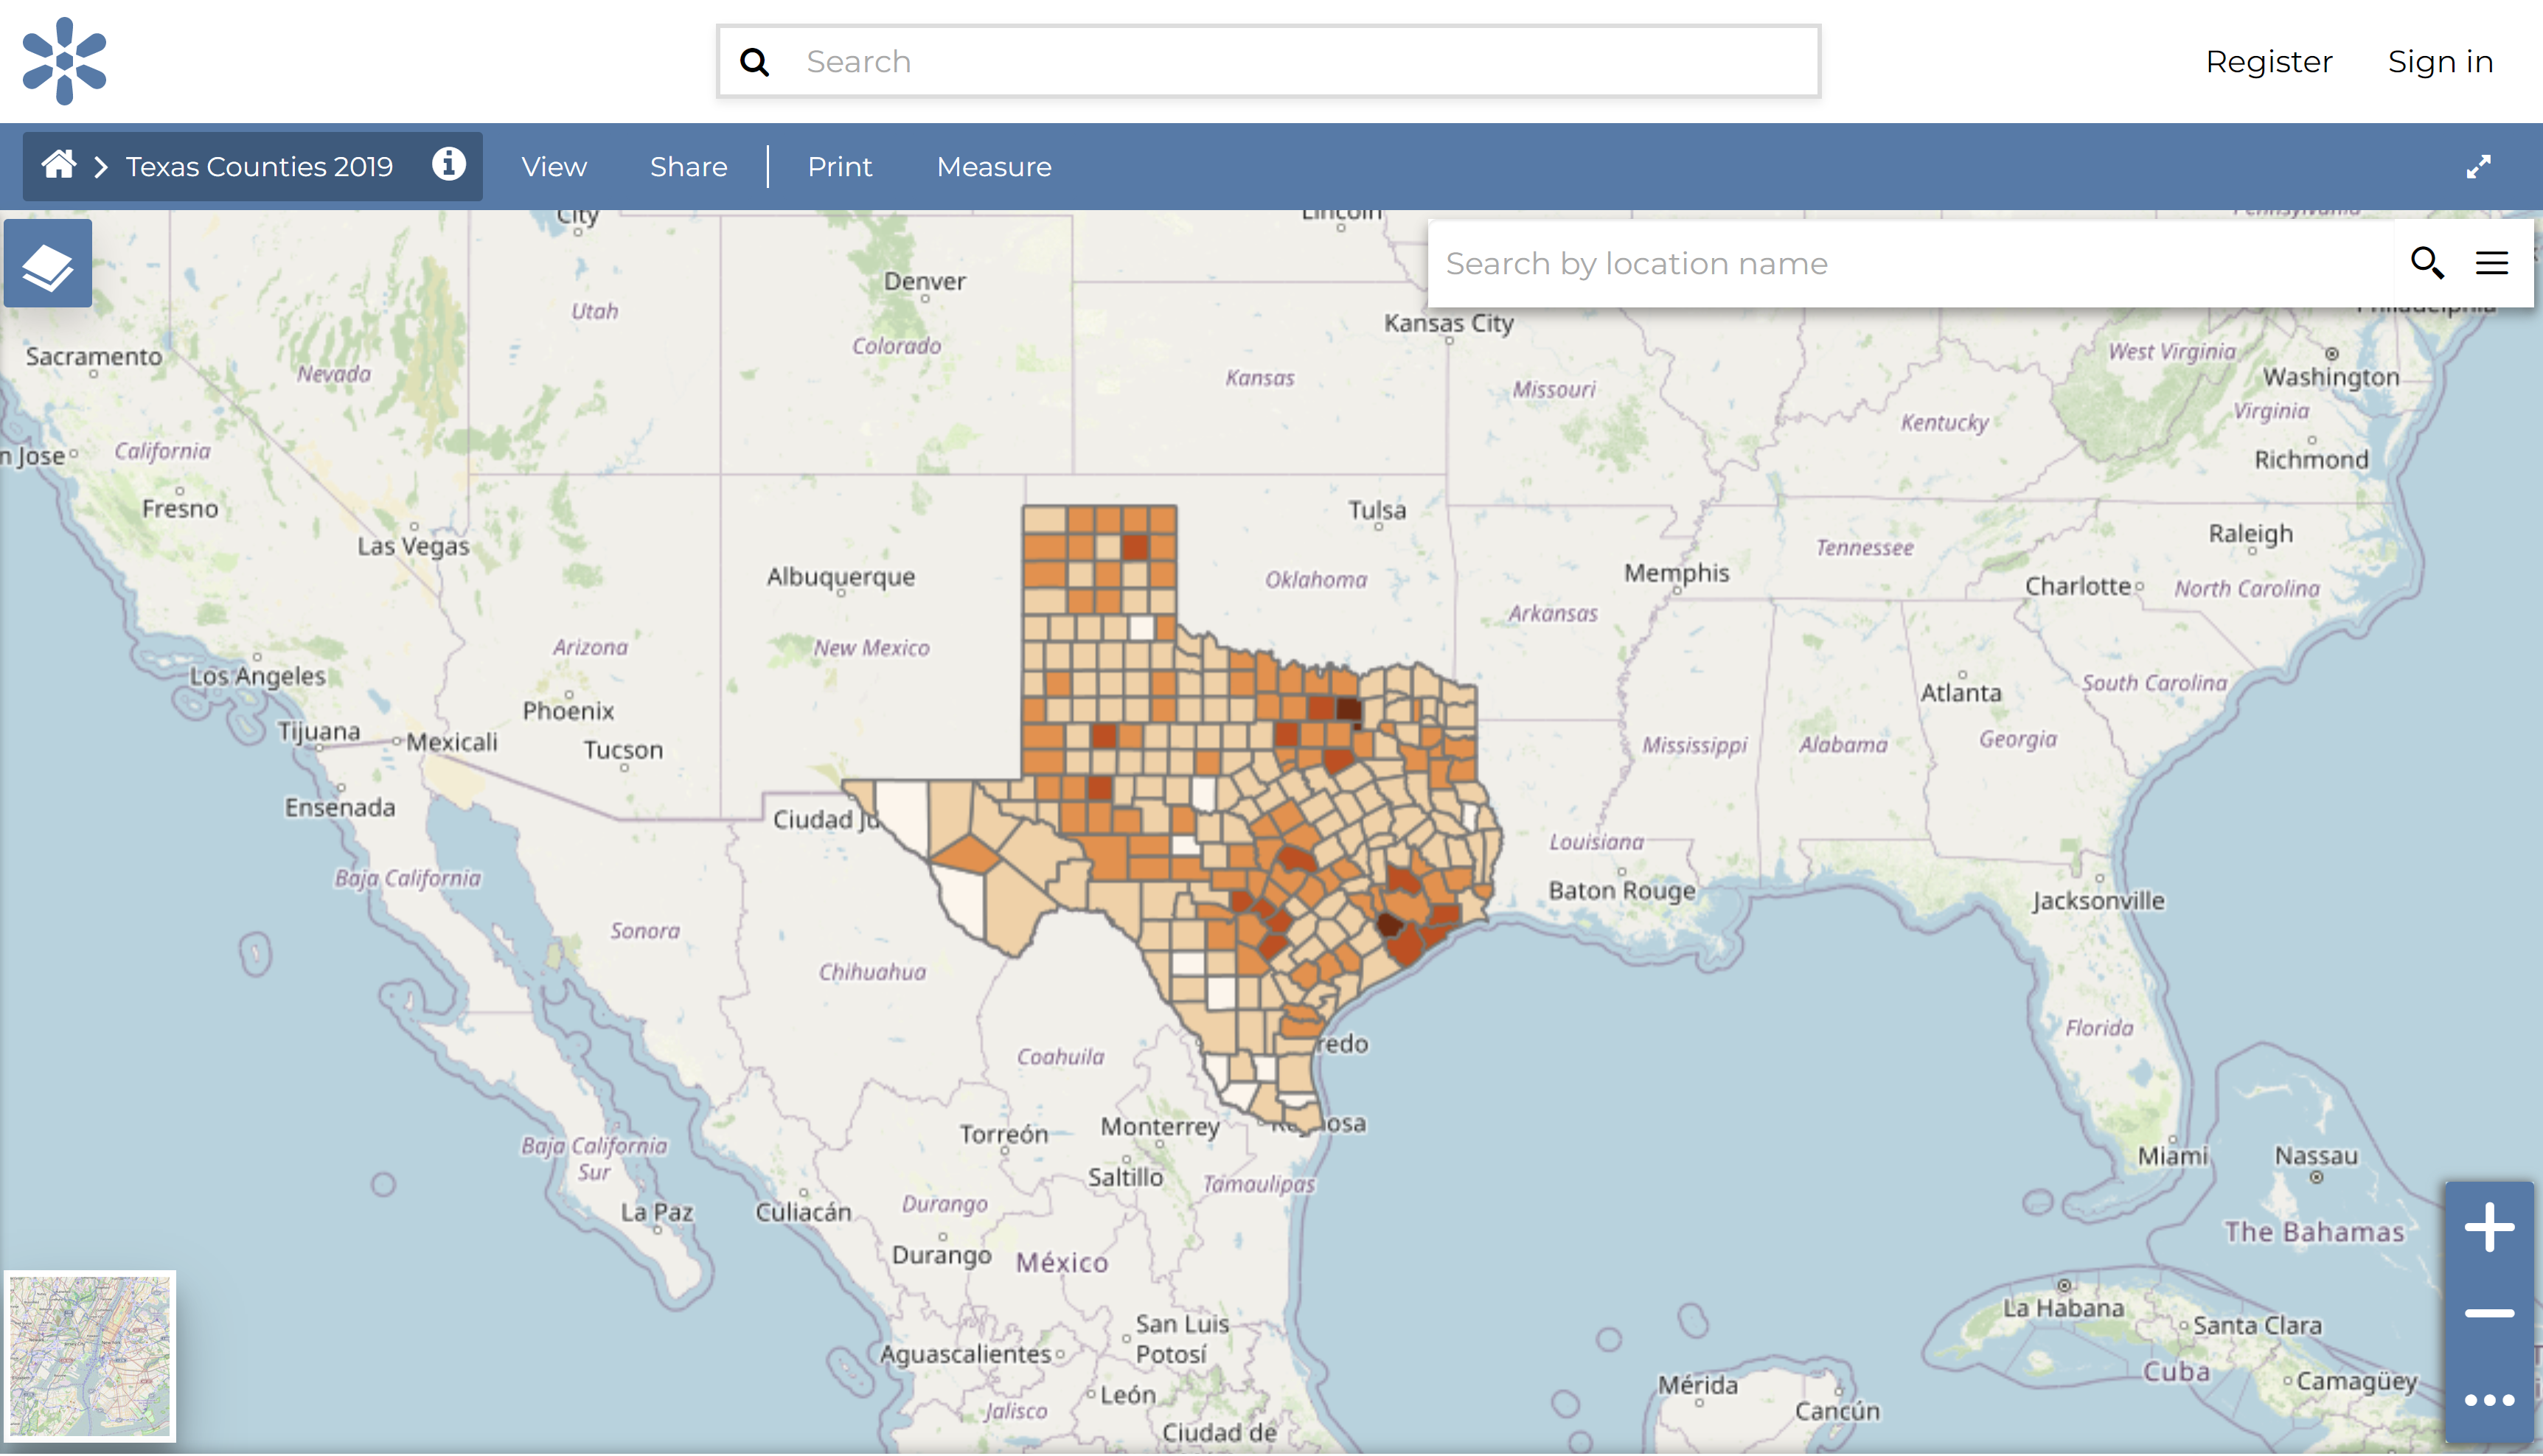 Search
Register
Sign in
Texas Counties 2019
View
Share
Print
Measure
City
Lincoln
Search by location name
Denver
Utah
Colorado
Kansas City
Philadelphia
Sacramento
Nevada
Kansas
Missouri
West Virginia
Washington
Virginia
Kentucky
California
n Jose
Richmond
Fresno
Las Vegas
Tulsa
Raleigh
Tennessee
Albuquerque
Oklahoma
Memphis
Charlotte
North Carolina
Arkansas
Arizona
New Mexico
Los Angeles
Phoenix
Atlanta
South Carolina
Tijuana
Mexicali
Tucson
Mississippi
Alabama
Georgia
Ensenada
Ciudad Ju
Louisiana
Baja California
Baton Rouge
Jacksonville
Sonora
Chihuahua
Florida
Coahuila
redo
Torreón
Monterrey
osa
Baja California
Sur
Saltillo
Tamaulipas
Miami
Nassau
La Paz
Culiacán
Durango
The Bahamas
Durango
México
La Habana
San Luis
Potosí
Santa Clara
Aguascalientes
Cuba
Camagüey
León
Mérida
Jalisco
Cancún
Ciudad de